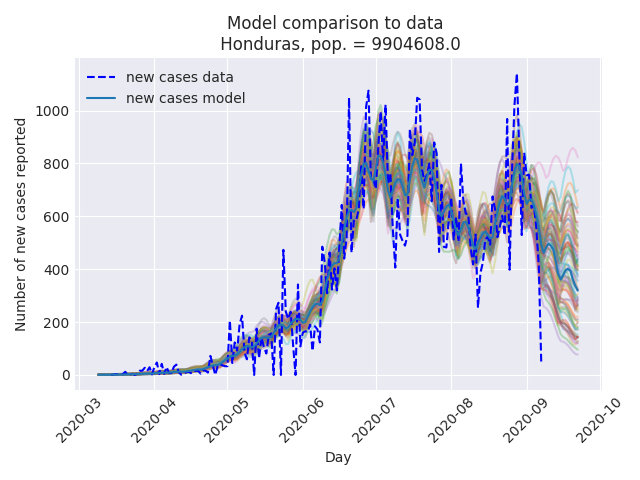 Model comparison to data
Honduras, pop. = 9904608.0
new cases data
new cases model
Number of new cases reported
1000
800
600
400
200
0
2020-03
2020-04
2020-05
2020-06
2020-07
2020-08
2020-09
2020-10
Day